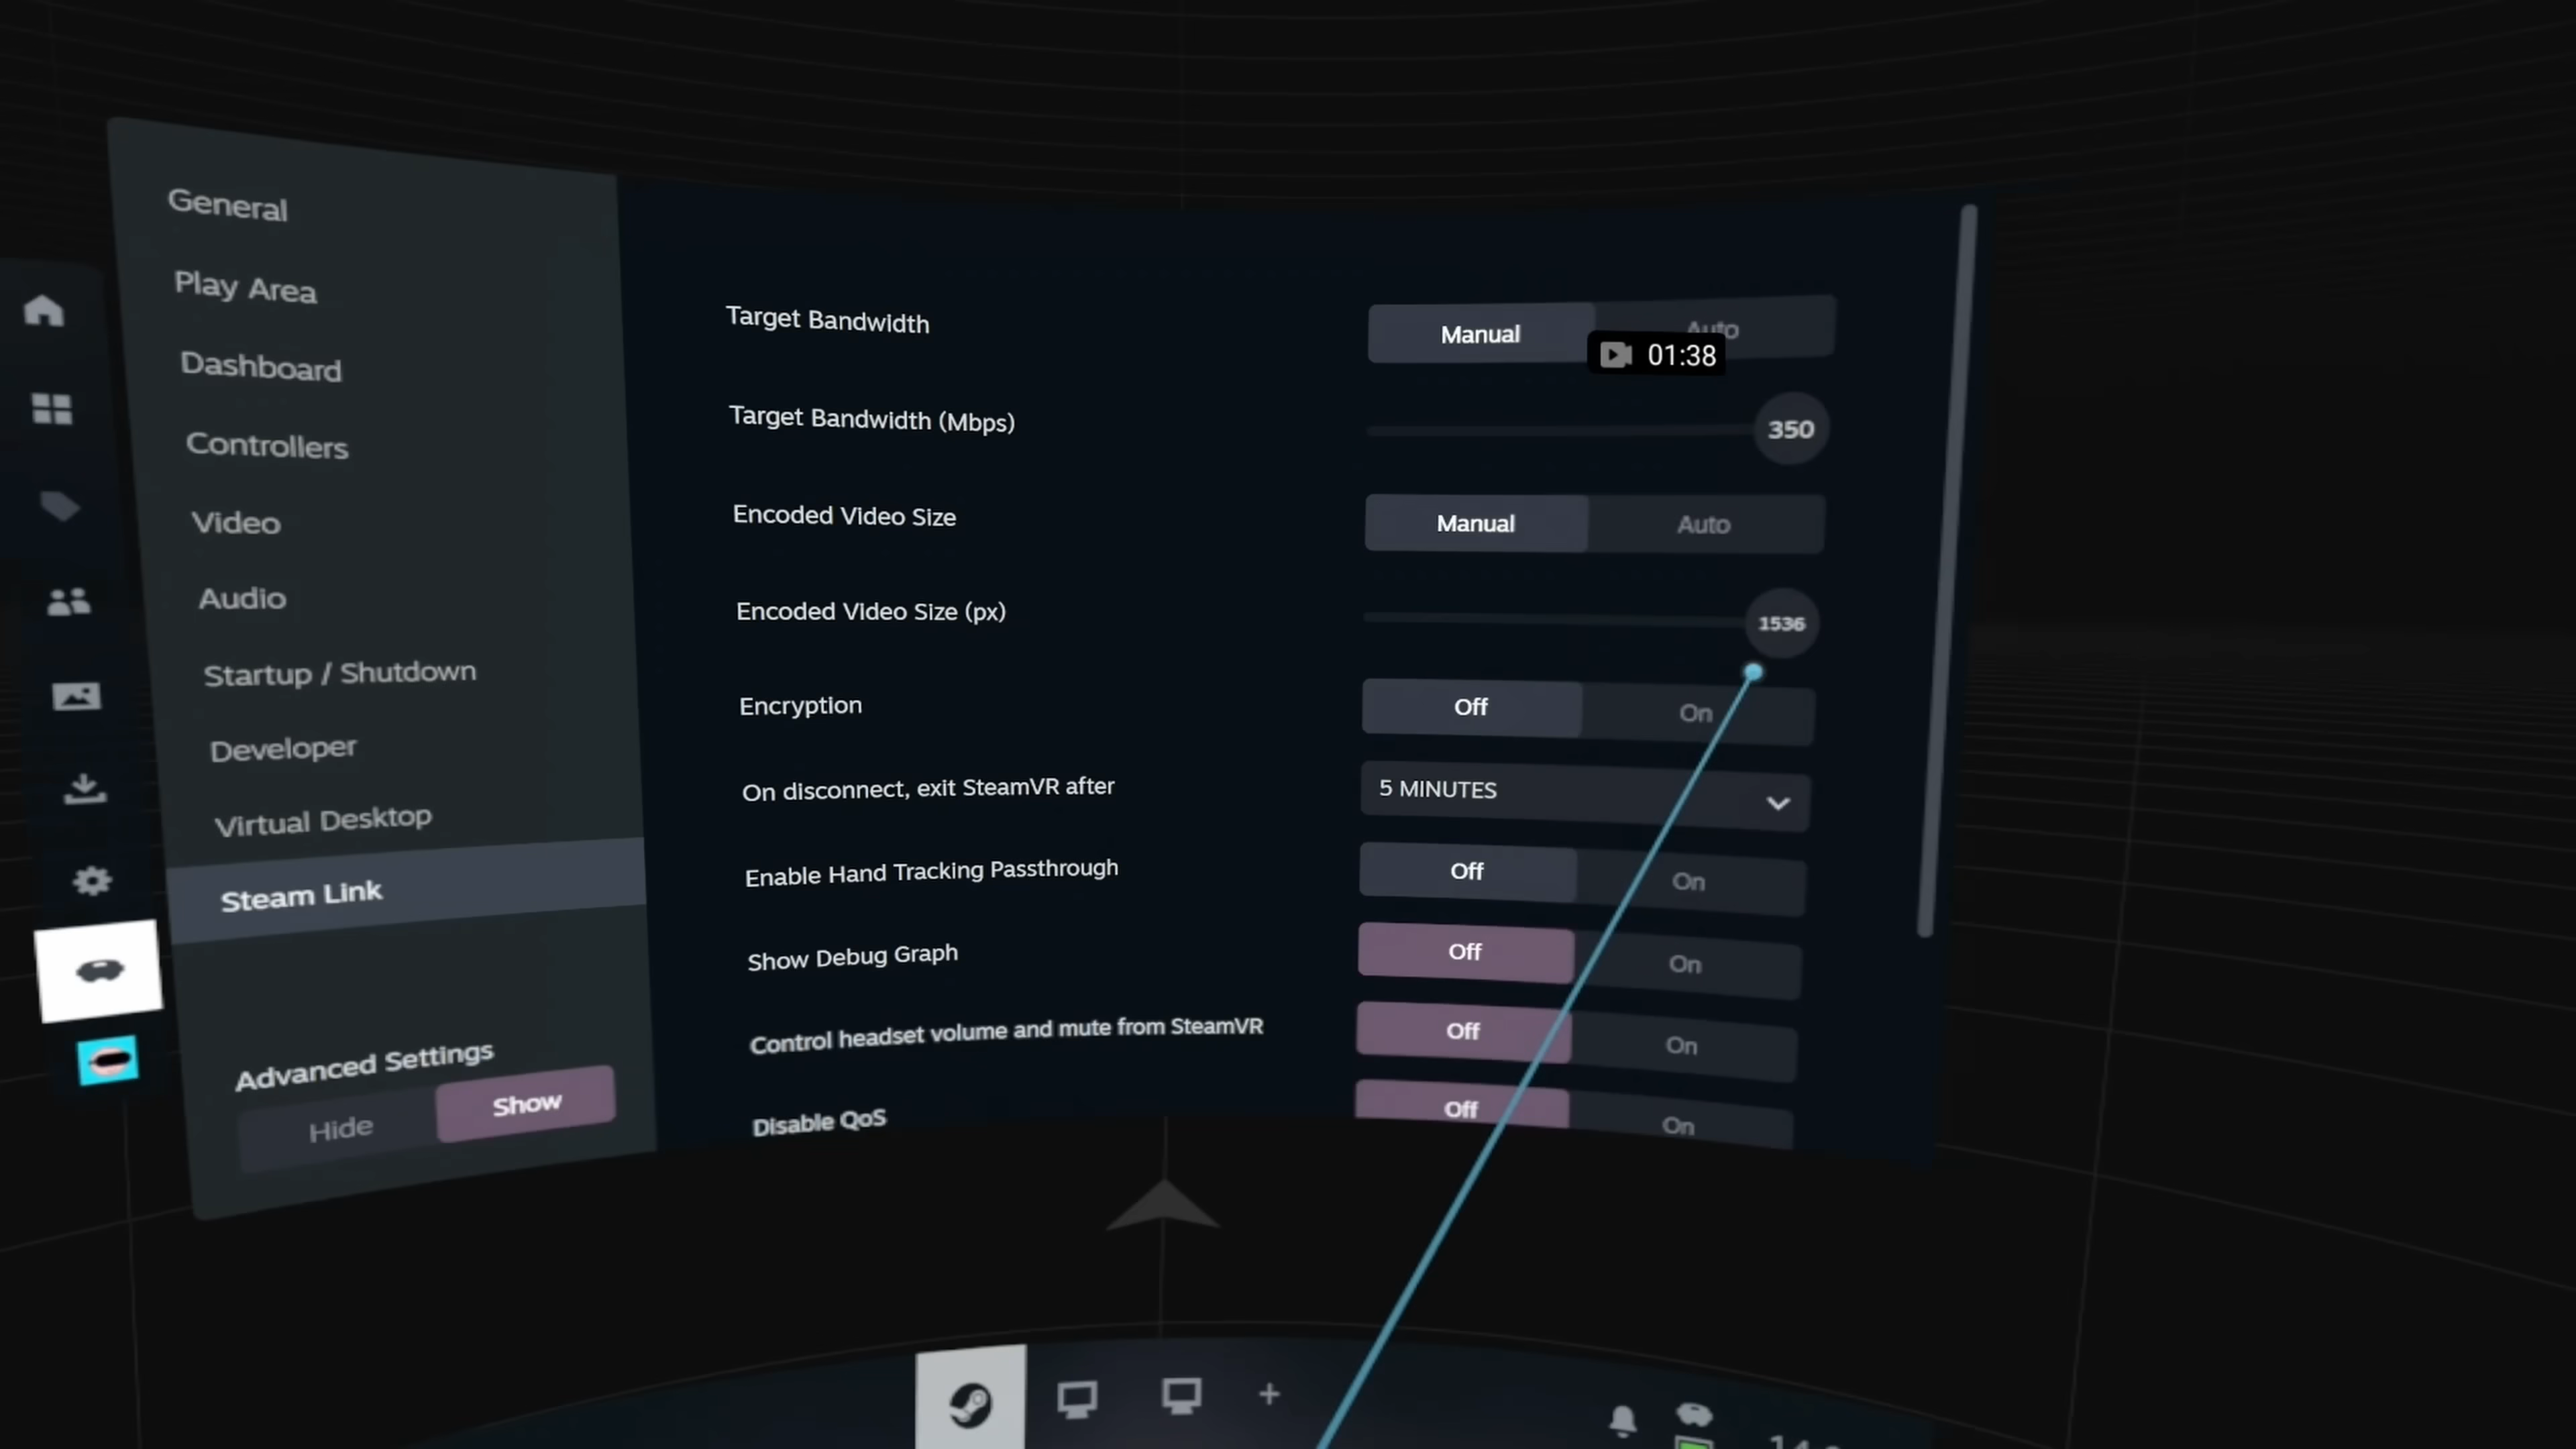 General
Play Area
Dashboard
Controllers
Video
Audio
Startup / Shutdown
Developer
Virtual Desktop
Steam Link
Advanced Settings
Hide Show
Target Bandwidth Manual Auto
01:38
Target Bandwidth (Mbps) 350
Encoded Video Size Manual Auto
Encoded Video Size (px) 1536
Encryption Off On
On disconnect, exit SteamVR after 5 MINUTES
Enable Hand Tracking Passthrough Off On
Show Debug Graph Off On
Control headset volume and mute from SteamVR Off On
Disable QoS Off On